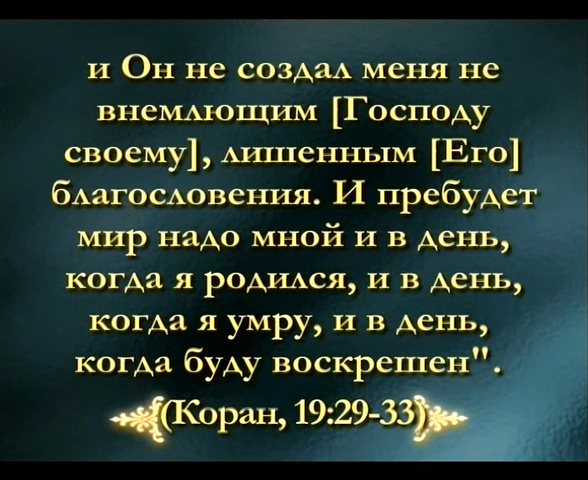 и Он не создал меня не
внемлющим [Господу
своему], лишенным [Его]
благословения. И пребудет
мир надо мной и в день,
когда я родился, и в день,
когда я умру, и в день,
когда буду воскрешен".
(Коран, 19:29-33)